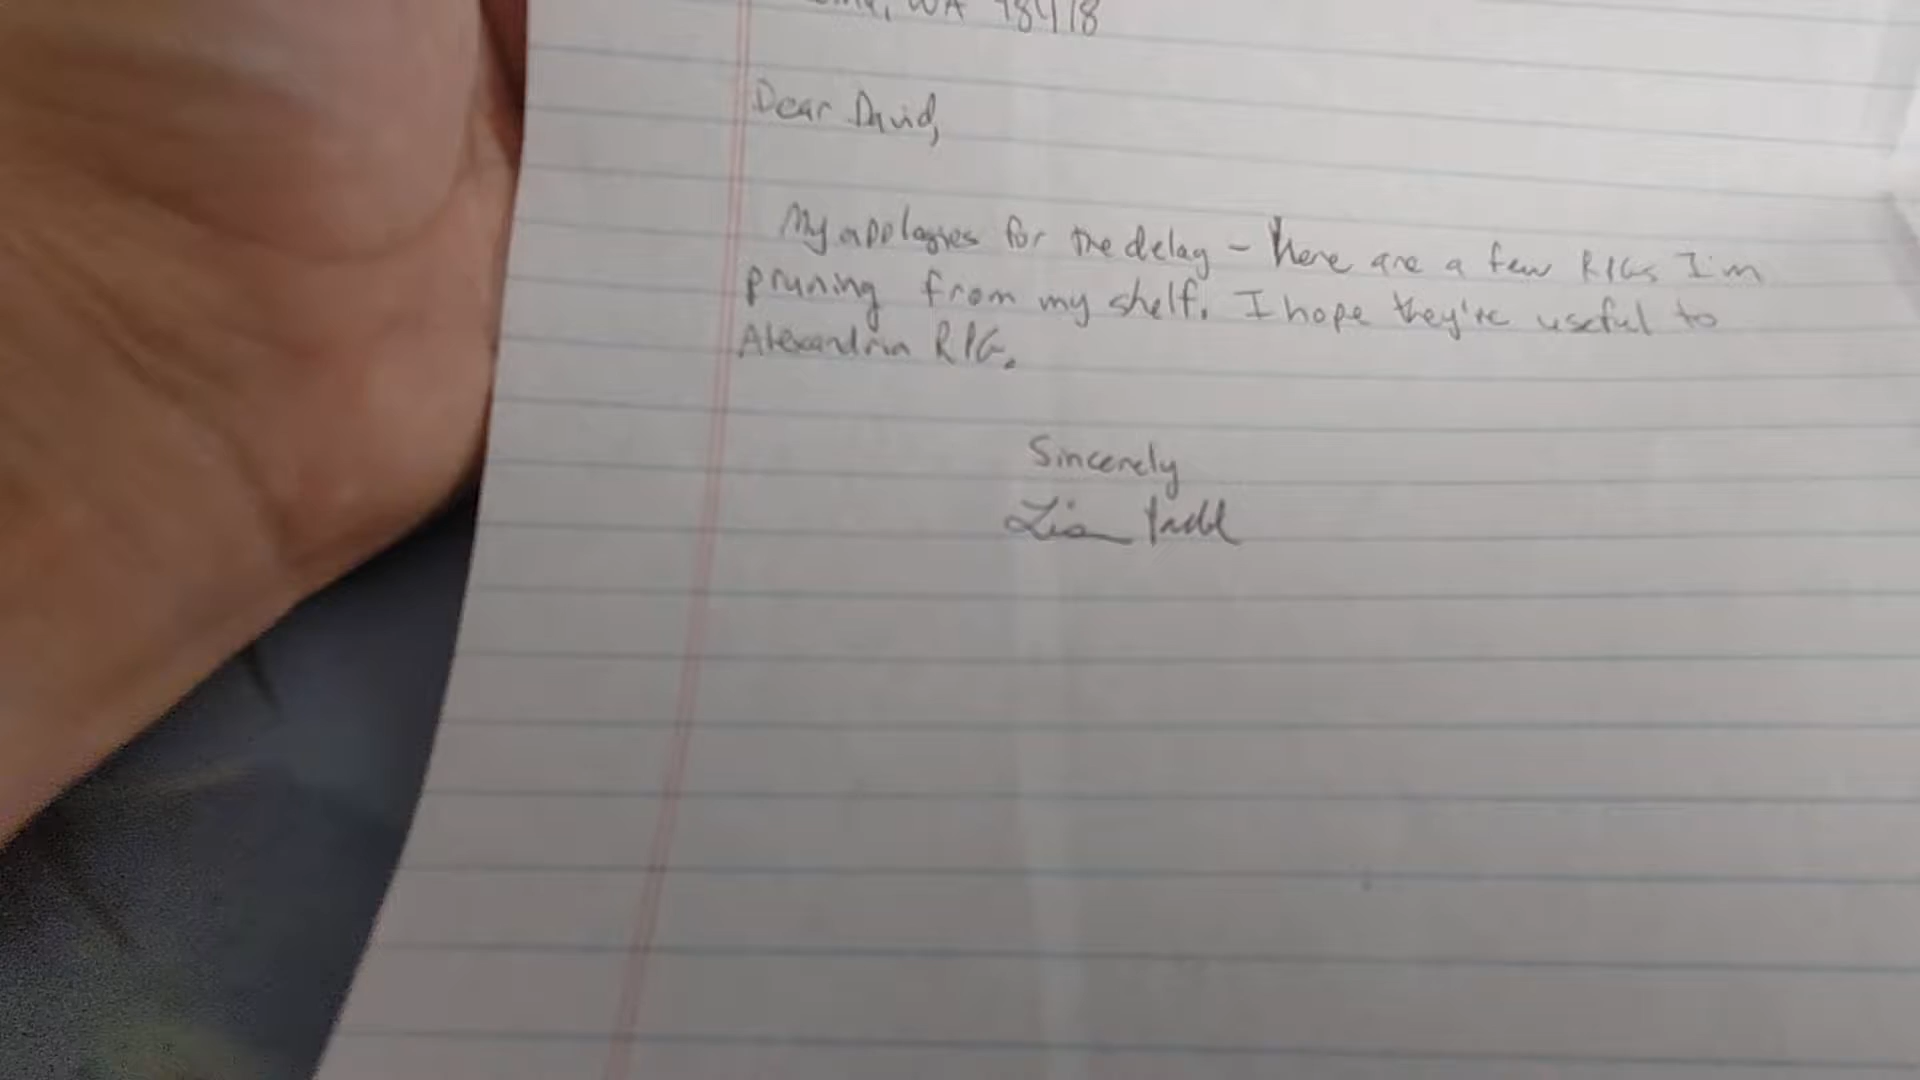 WA 98418
Dear David,
My apologies for the delay - here are a few RPGs I'm
pruning from my shelf. I hope they're useful to
Alexandria RPG.
Sincerely